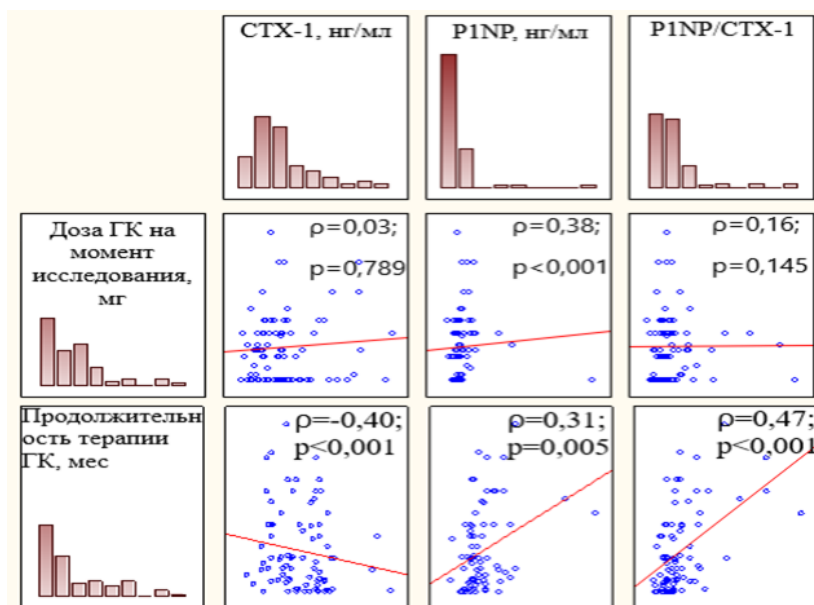 CTX-1, нг/мл
P1NP, нг/мл
P1NP/CTX-1
Доза ГК на
момент
исследования,
мг
ρ=0,03;
p=0,789
ρ=0,38;
p<0,001
ρ=0,16;
p=0,145
Продолжительн
ость терапии
ГК, мес
ρ=-0,40;
p<0,001
ρ=0,31;
p=0,005
ρ=0,47;
p<0,001